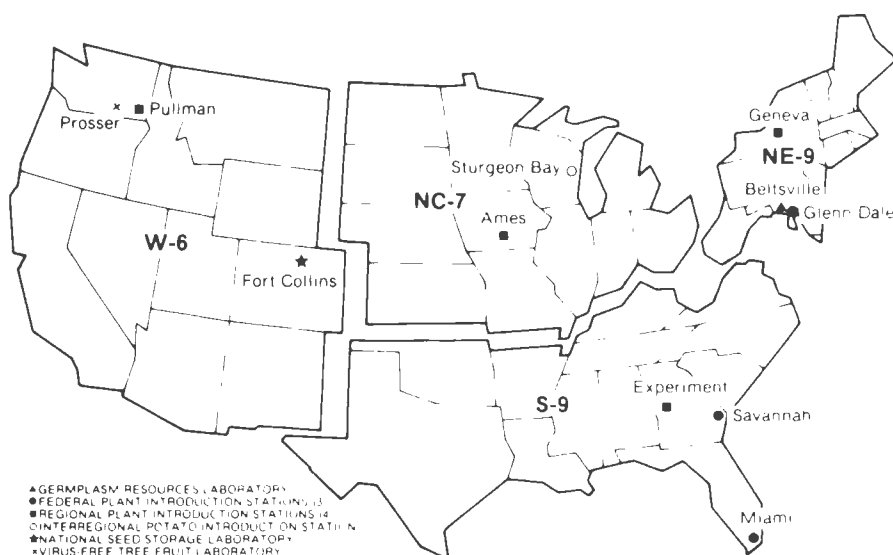 Pullman
Prosser
W-6
Fort Collins
NC-7
Sturgeon Bay
Ames
Geneva
NE-9
Beltsville
Glenn Dale
S-9
Experiment
Savannah
Miami
▲GERMPLASM RESOURCES LABORATORY
●FEDERAL PLANT INTRODUCTION STATIONS (3
■REGIONAL PLANT INTRODUCTION STATIONS (4
○INTERREGIONAL POTATO INTRODUCTION STATION
★NATIONAL SEED STORAGE LABORATORY
×VIRUS-FREE TREE FRUIT LABORATORY